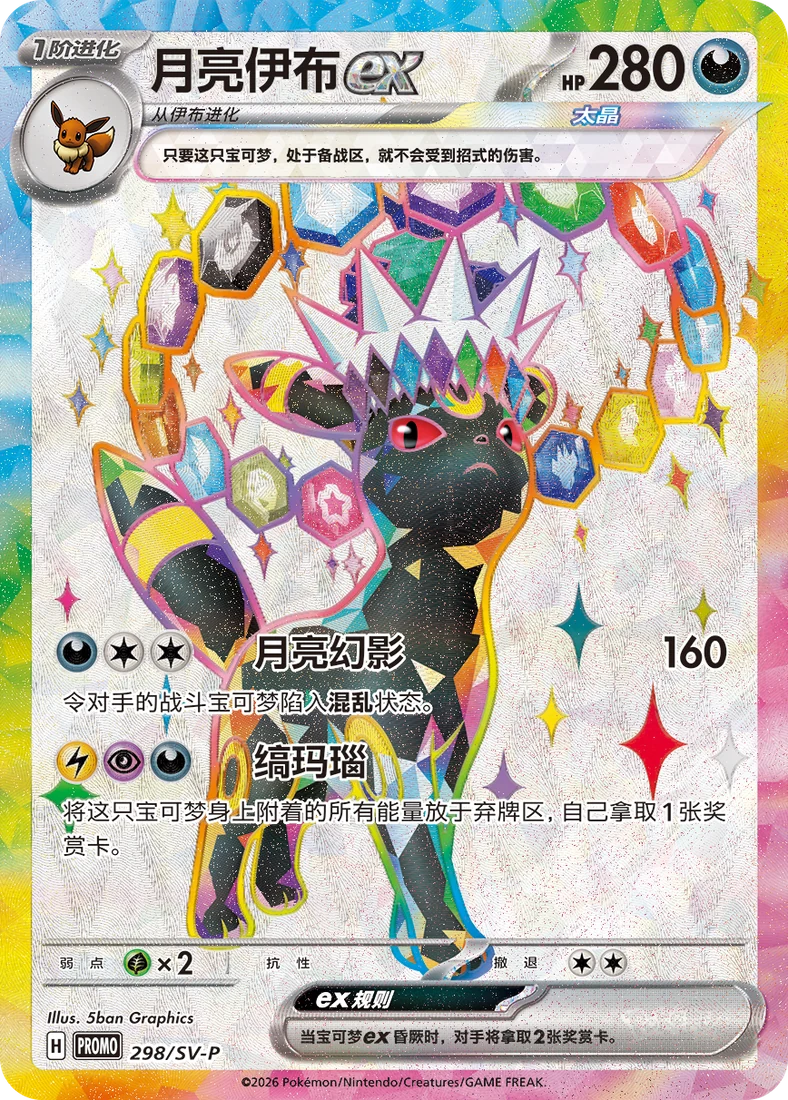 1阶进化
月亮伊布ex
HP 280
从伊布进化
太晶
只要这只宝可梦，处于备战区，就不会受到招式的伤害。
月亮幻影 160
令对手的战斗宝可梦陷入混乱状态。
缟玛瑙
将这只宝可梦身上附着的所有能量放于弃牌区，自己拿取1张奖
赏卡。
弱点 ×2 抗性 撤退
ex规则
当宝可梦ex昏厥时，对手将拿取2张奖赏卡。
Illus. 5ban Graphics
H PROMO 298/SV-P
©2026 Pokémon/Nintendo/Creatures/GAME FREAK.